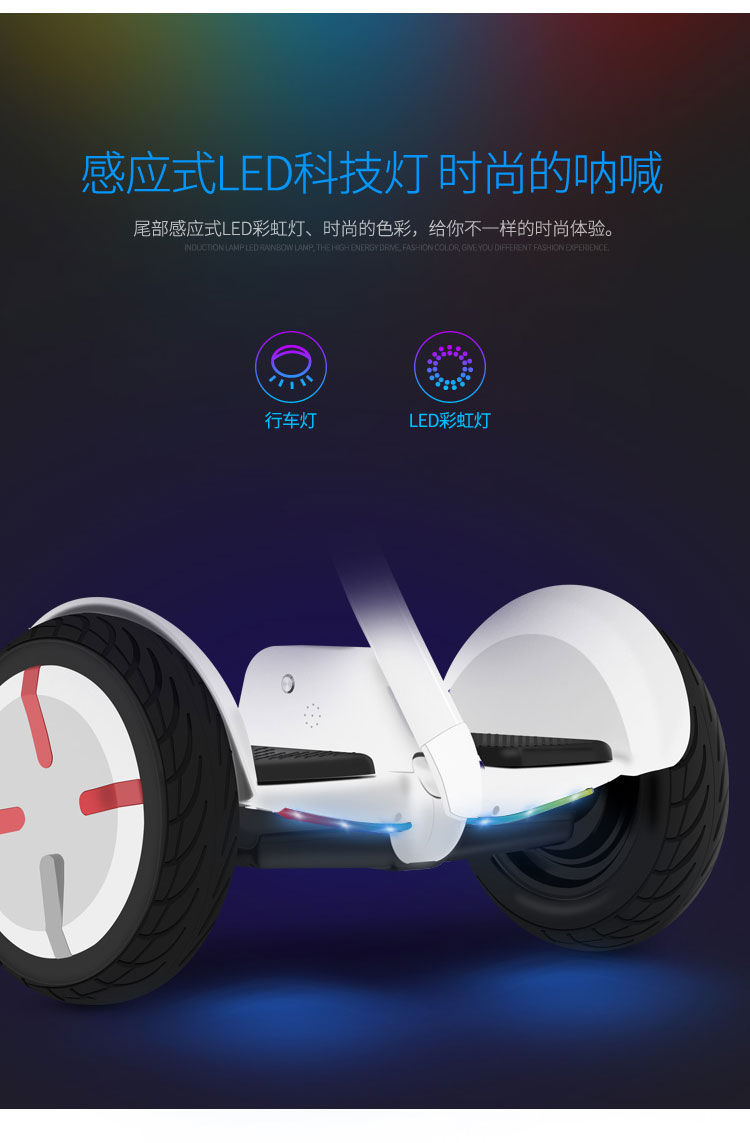 感应式LED科技灯 时尚的呐喊
尾部感应式LED彩虹灯、时尚的色彩，给你不一样的时尚体验。
INDUCTION LAMP LED RAINBOW LAMP, THE HIGH ENERGY DRIVE, FASHION COLOR, GIVE YOU DIFFERENT FASHION EXPERIENCE.
行车灯
LED彩虹灯